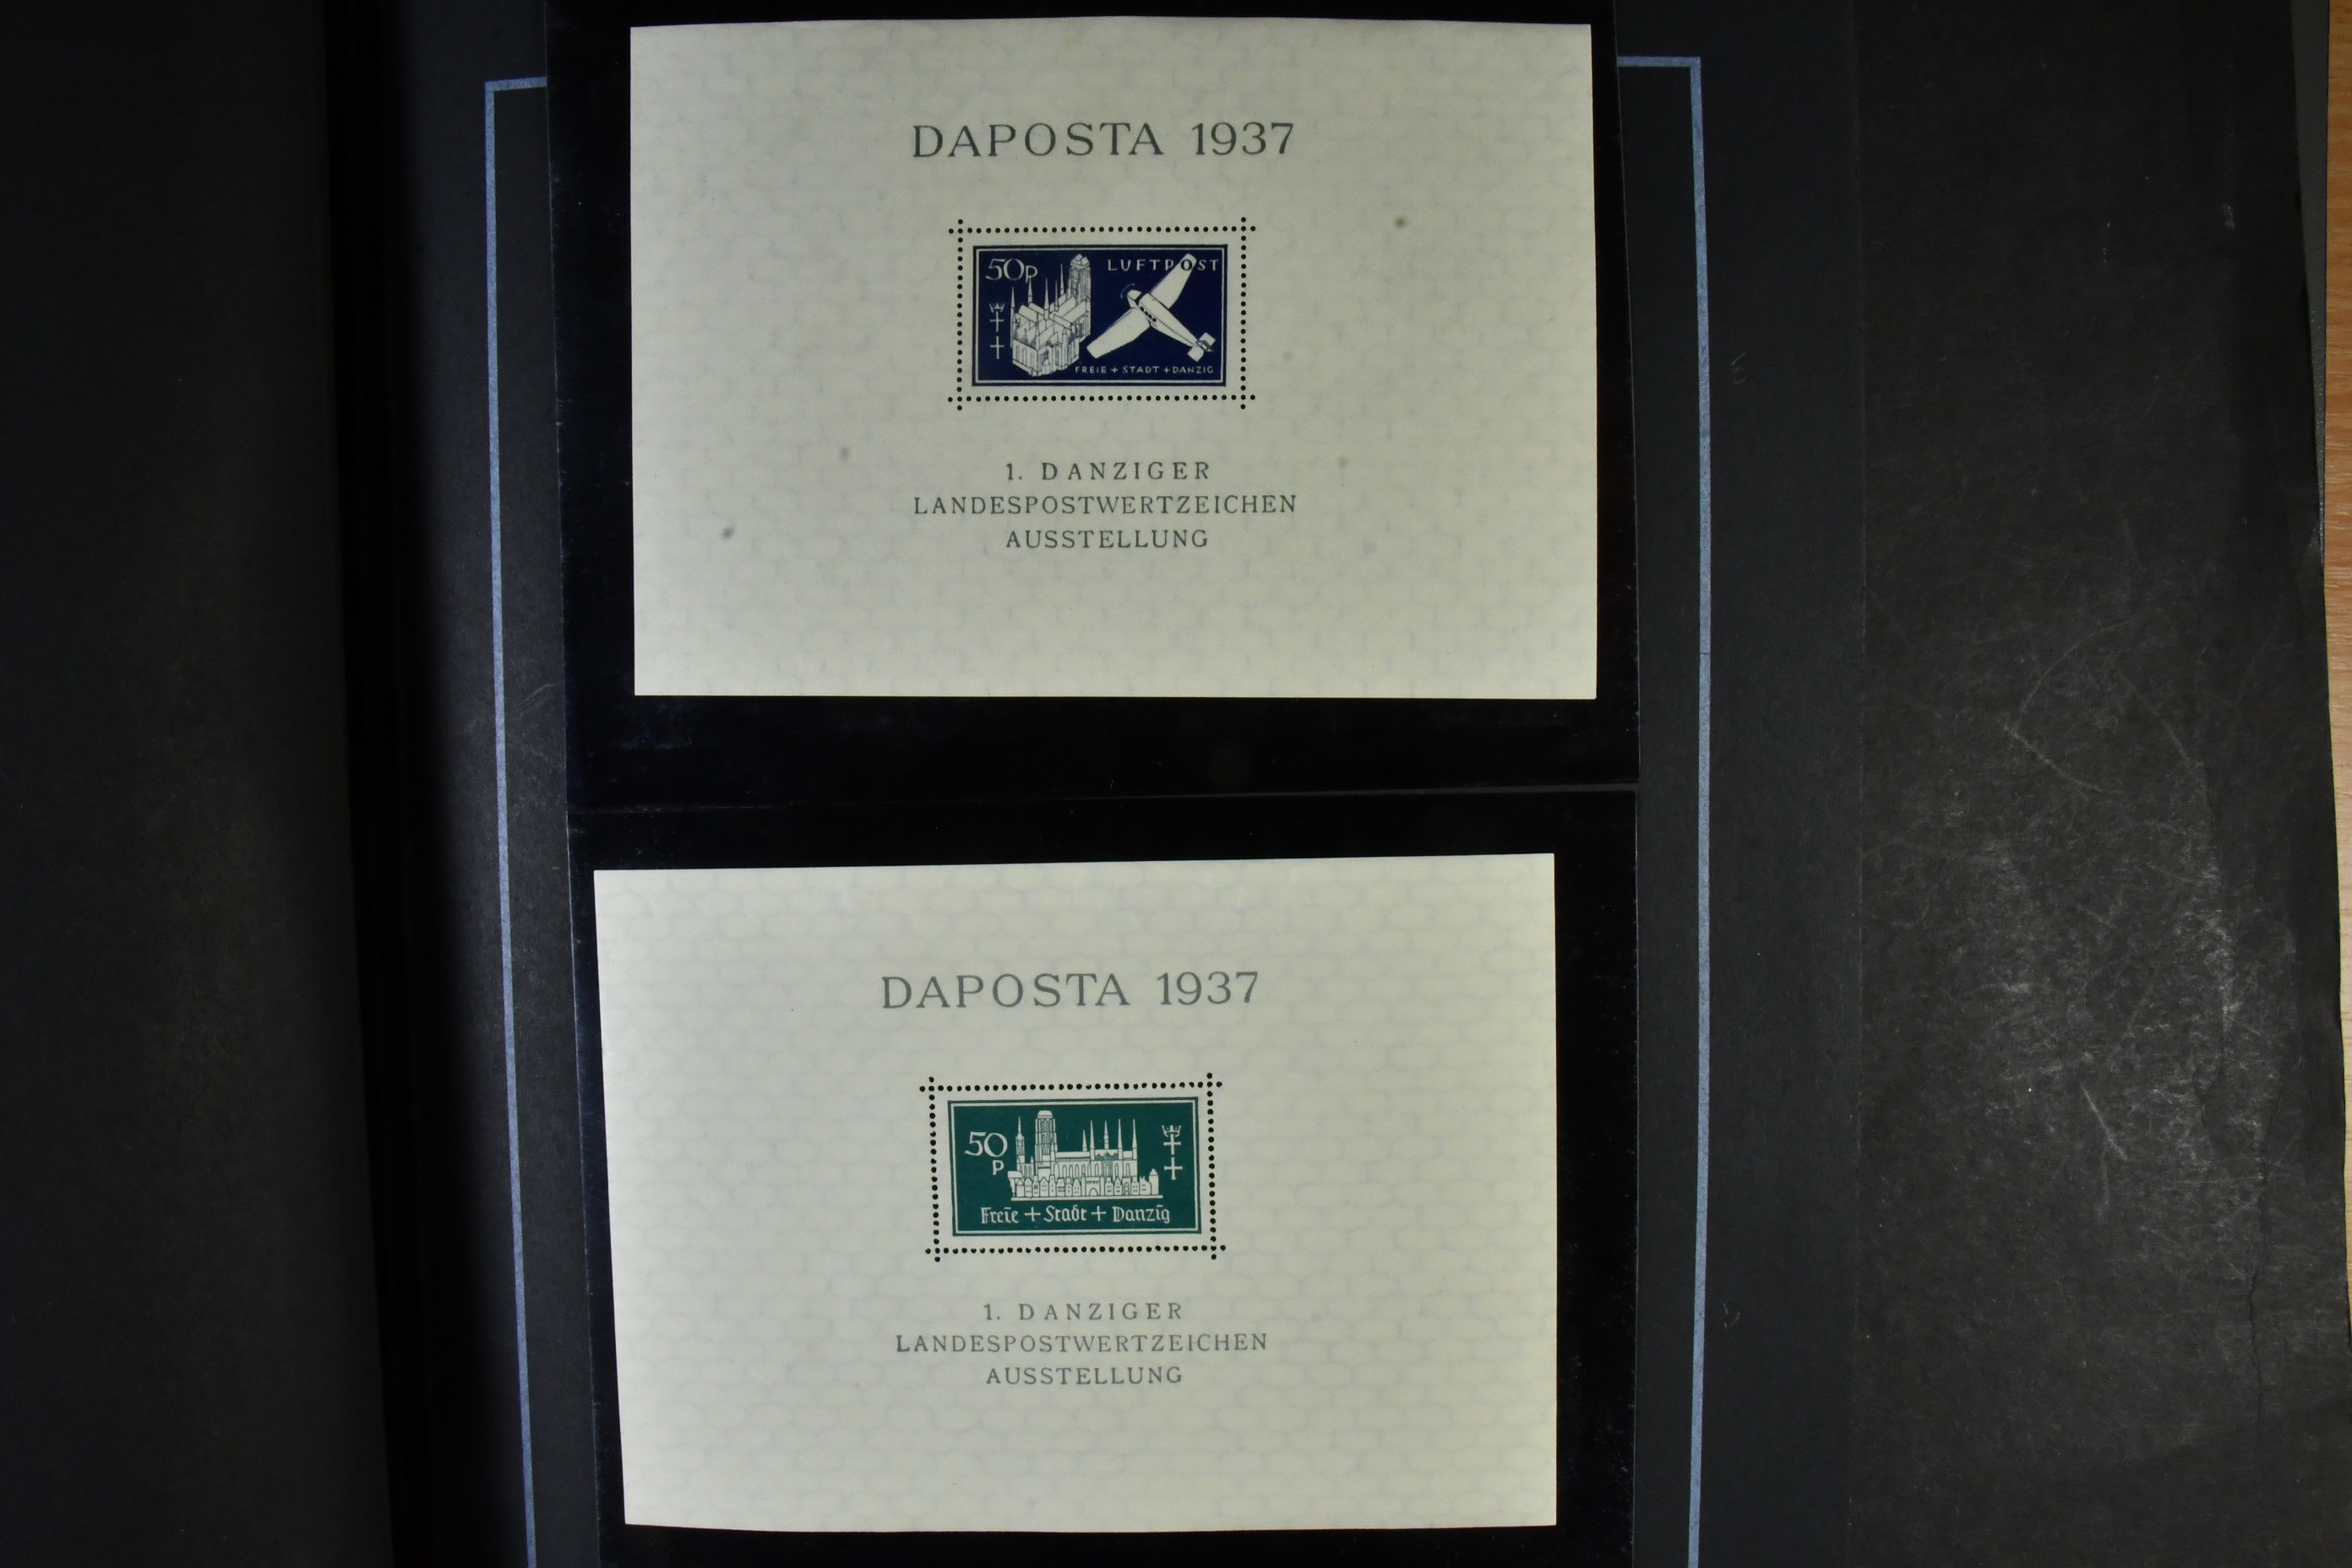 DAPOSTA 1937
50P
LUFTPOST
FREIE + STADT + DANZIG
1. DANZIGER
LANDESPOSTWERTZEICHEN
AUSSTELLUNG
DAPOSTA 1937
50
P
Freie + Stadt + Danzig
1. DANZIGER
LANDESPOSTWERTZEICHEN
AUSSTELLUNG